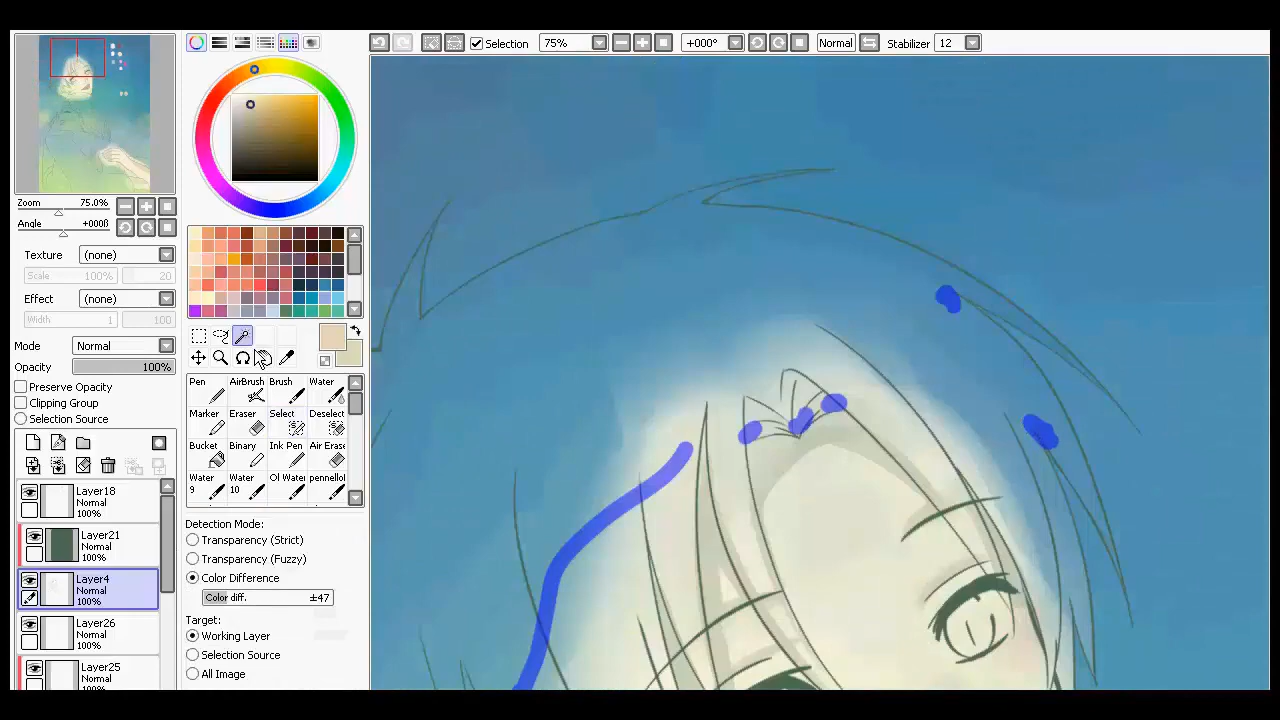 Selection
75%
+000°
Normal
Stabilizer
12
Zoom
75.0%
Angle
+000ß
Texture
(none)
Scale
100%
20
Effect
(none)
Width
1
100
Mode
Normal
Opacity
100%
Preserve Opacity
Clipping Group
Selection Source
Layer18
Normal
100%
Layer21
Normal
100%
Layer4
Normal
100%
Layer26
Normal
100%
Layer25
Normal
Pen
AirBrush
Brush
Water
Marker
Eraser
Select
Deselect
Bucket
Binary
Ink Pen
Air Erase
Water
9
Water
10
Ol Water
pennellol
Detection Mode:
Transparency (Strict)
Transparency (Fuzzy)
Color Difference
Color diff.
±47
Target:
Working Layer
Selection Source
All Image